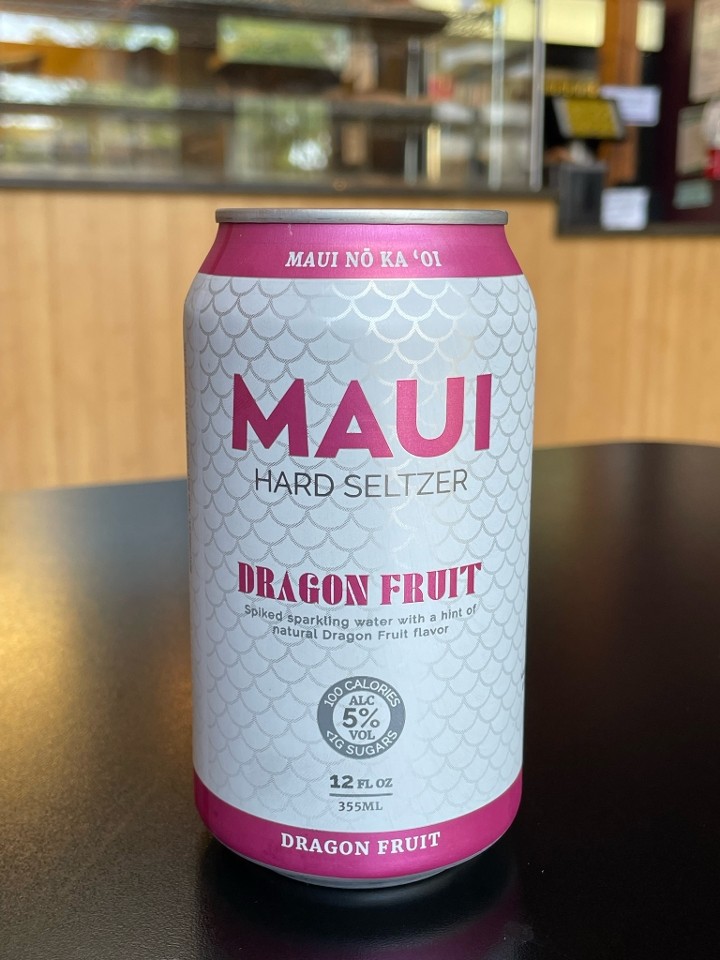 MAUI NŌ KA ʻOI
MAUI
HARD SELTZER
DRAGON FRUIT
Spiked sparkling water with a hint of
natural Dragon Fruit flavor
100 CALORIES
ALC
5%
VOL
<1G SUGARS
12 FL OZ
355ML
DRAGON FRUIT